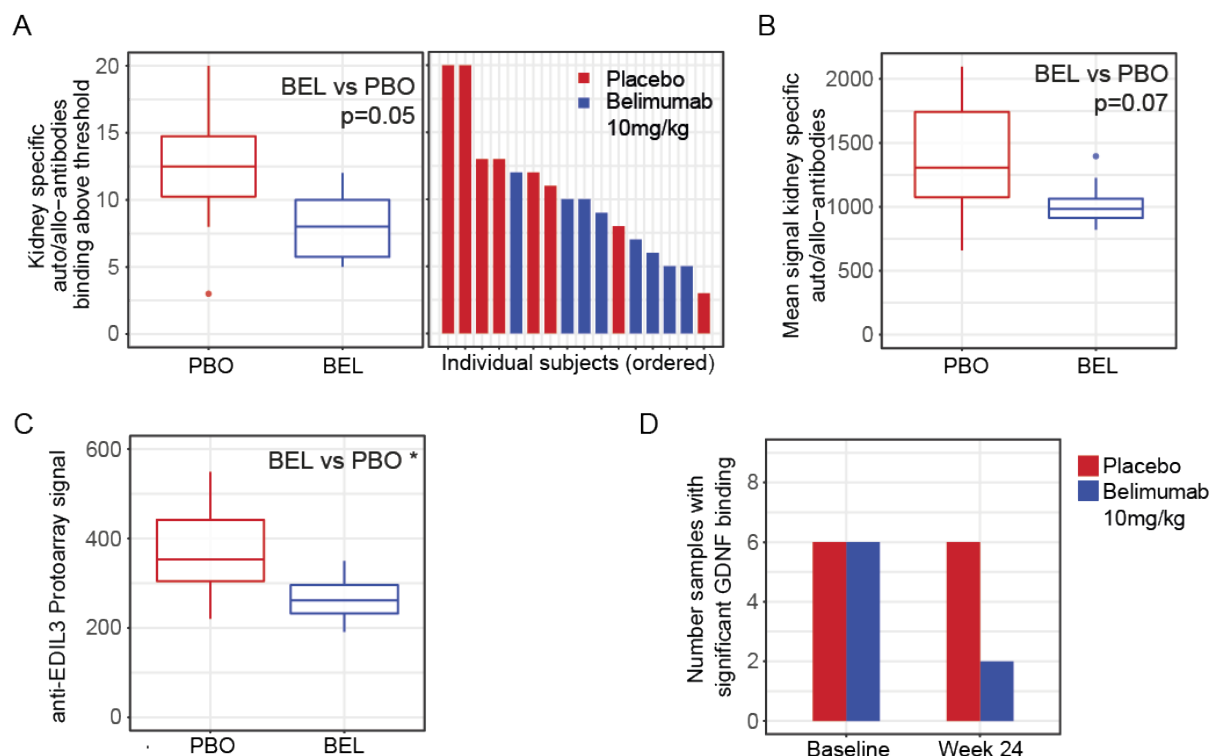 A
Kidney specific
auto/allo-antibodies
binding above threshold
20
15
10
5
0
BEL vs PBO
p=0.05
PBO
BEL
Placebo
Belimumab
10mg/kg
Individual subjects (ordered)
B
Mean signal kidney specific
auto/allo-antibodies
2000
1500
1000
500
0
BEL vs PBO
p=0.07
PBO
BEL
C
anti-EDIL3 Protoarray signal
600
400
200
0
BEL vs PBO *
PBO
BEL
D
Number samples with
significant GDNF binding
8
6
4
2
0
Baseline
Week 24
Placebo
Belimumab
10mg/kg